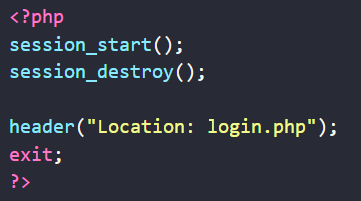 <?php
session_start();
session_destroy();
header("Location: login.php");
exit;
?>